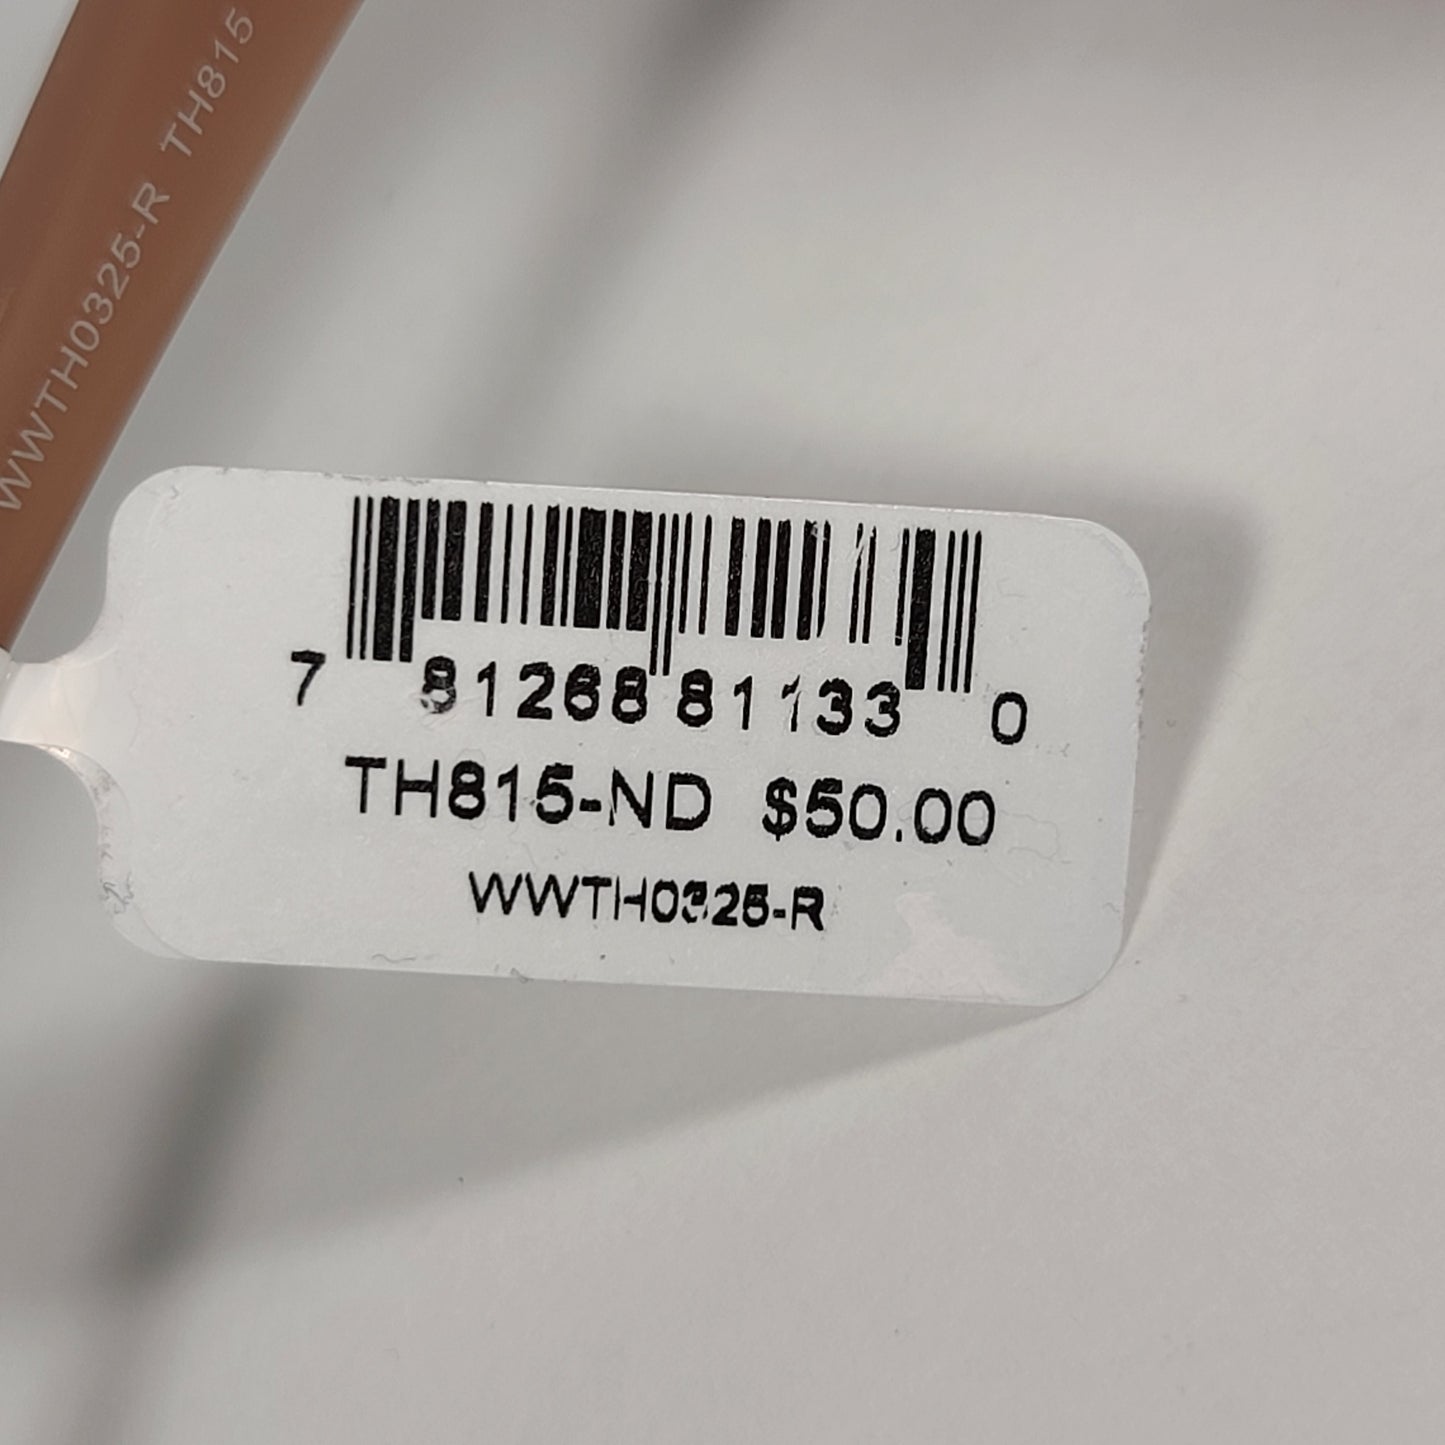 WWTH0325-R TH815
7 81268 81133 0
TH815-ND $50.00
WWTH0325-R